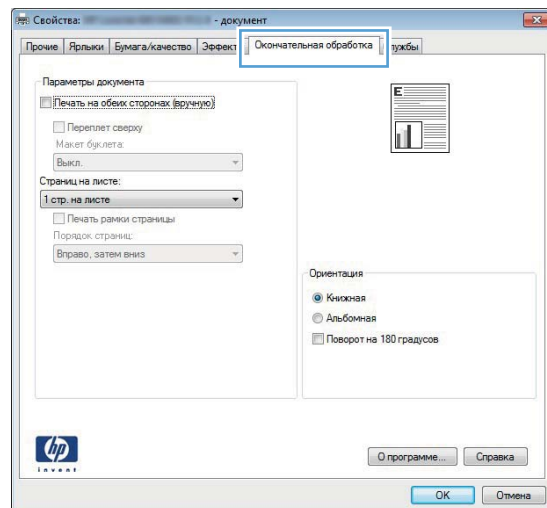 Свойства: - документ
Прочие Ярлыки Бумага/качество Эффект Окончательная обработка лужбы
Параметры документа
Печать на обеих сторонах (вручную)
Переплет сверху
Макет буклета:
Выкл.
Страниц на листе:
1 стр. на листе
Печать рамки страницы
Порядок страниц:
Вправо, затем вниз
E
Ориентация
Книжная
Альбомная
Поворот на 180 градусов
hp
invent
О программе... Справка
OK Отмена